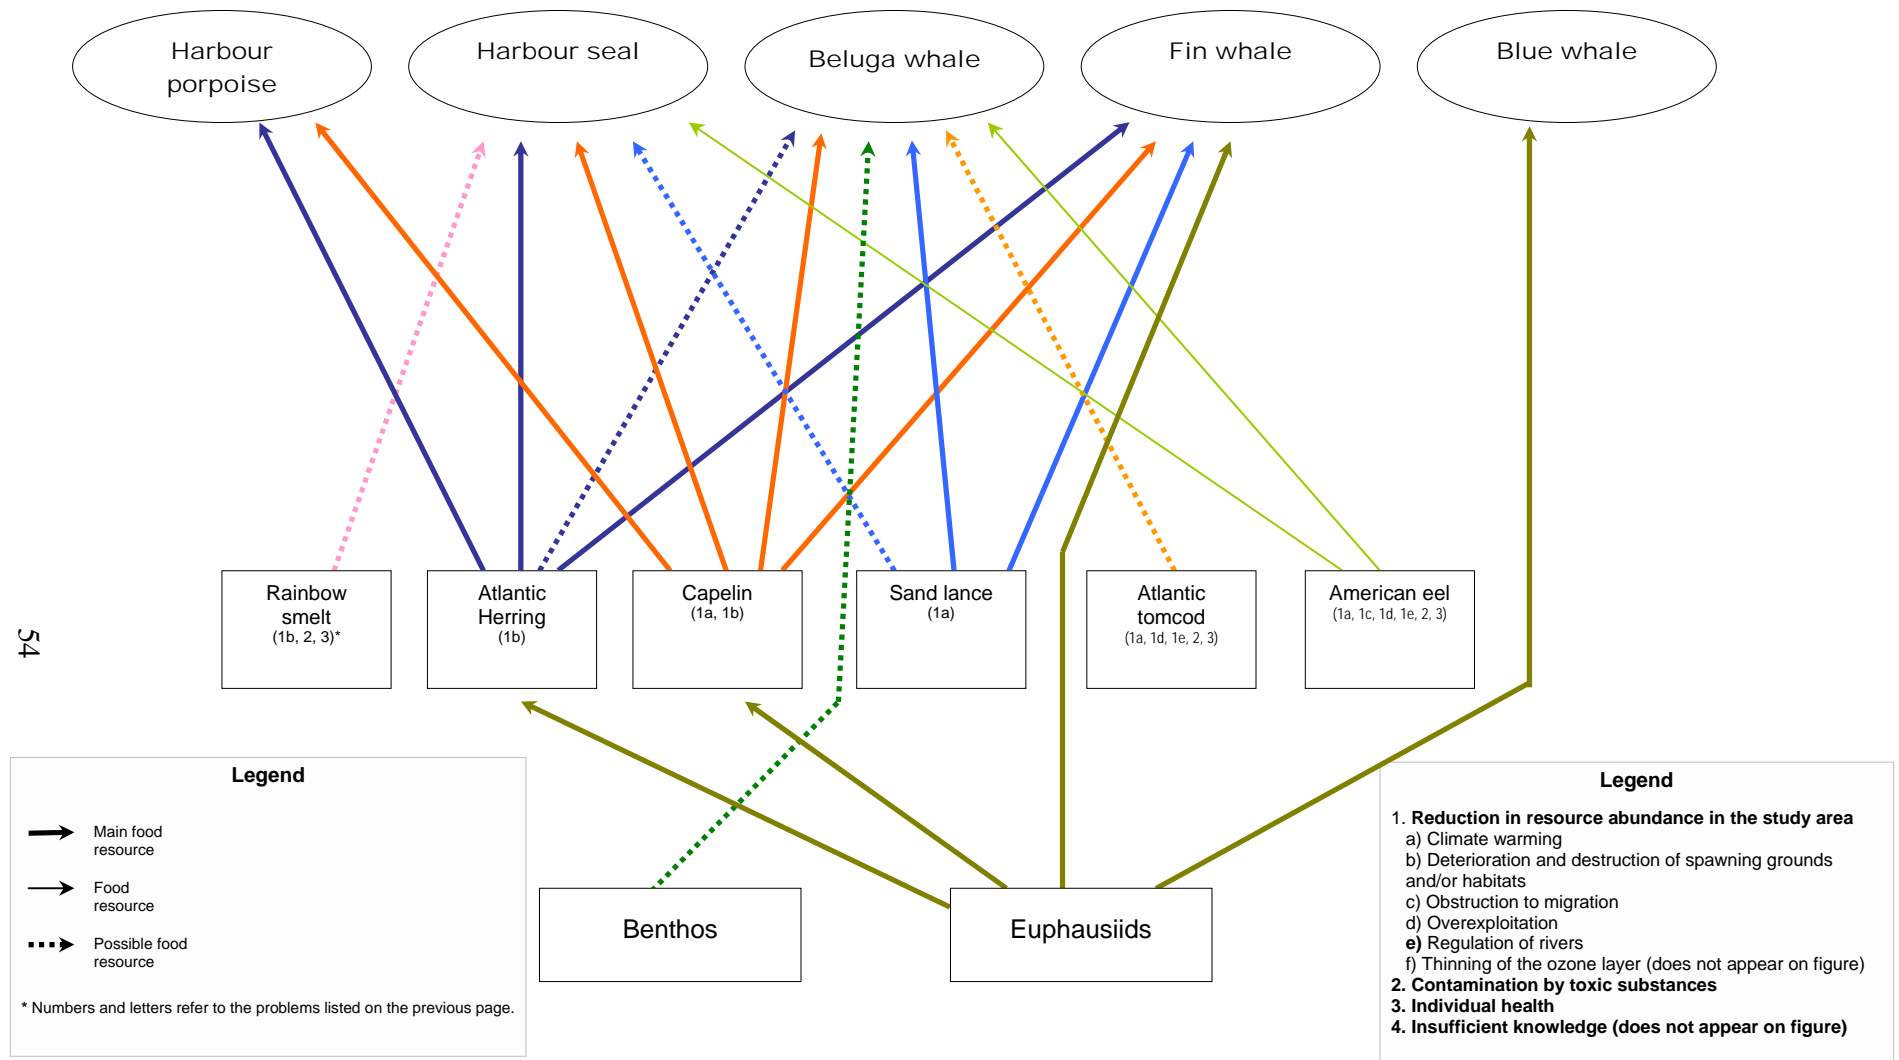 Harbour
porpoise
Harbour seal
Beluga whale
Fin whale
Blue whale
Rainbow
smelt
(1b, 2, 3)*
Atlantic
Herring
(1b)
Capelin
(1a, 1b)
Sand lance
(1a)
Atlantic
tomcod
(1a, 1d, 1e, 2, 3)
American eel
(1a, 1c, 1d, 1e, 2, 3)
54
Benthos
Euphausiids
Legend
Main food
resource
Food
resource
Possible food
resource
* Numbers and letters refer to the problems listed on the previous page.
Legend
1. Reduction in resource abundance in the study area
a) Climate warming
b) Deterioration and destruction of spawning grounds
and/or habitats
c) Obstruction to migration
d) Overexploitation
e) Regulation of rivers
f) Thinning of the ozone layer (does not appear on figure)
2. Contamination by toxic substances
3. Individual health
4. Insufficient knowledge (does not appear on figure)